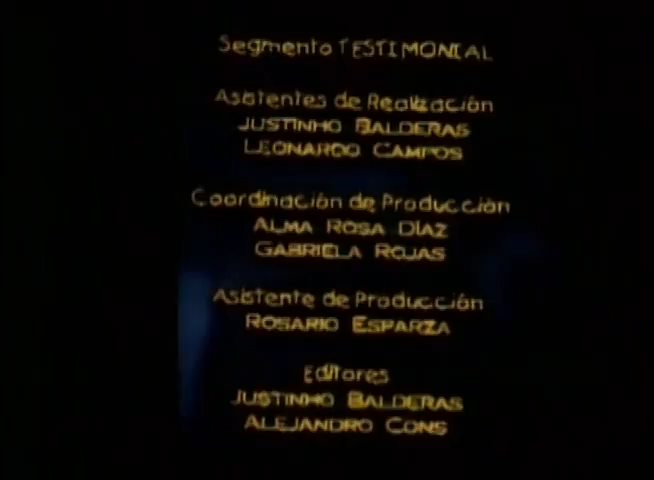 Segmento TESTIMONIAL
Asistentes de Realización
JUSTINHO BALDERAS
LEONARDO CAMPOS
Coordinación de Producción
ALMA ROSA DÍAZ
GABRIELA ROJAS
Asistente de Producción
ROSARIO ESPARZA
Editores
JUSTINHO BALDERAS
ALEJANDRO CONS